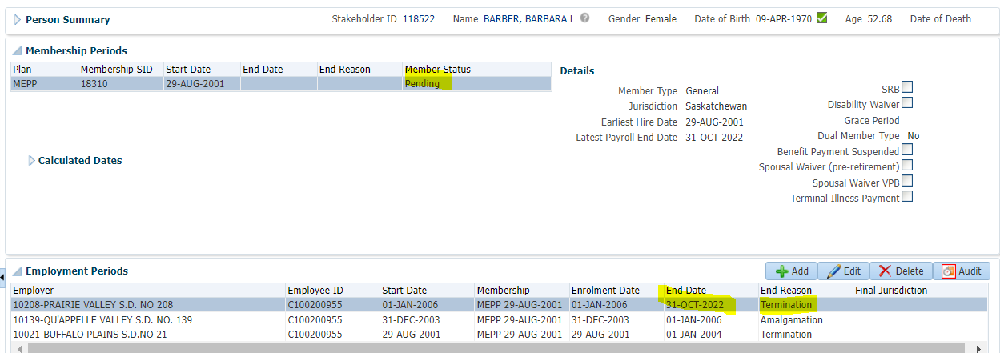 Person Summary Stakeholder ID 118522 Name BARBER, BARBARA L Gender Female Date of Birth 09-APR-1970 Age 52.68 Date of Death
Membership Periods
Plan Membership SID Start Date End Date End Reason Member Status
MEPP 18310 29-AUG-2001 Pending
Details
Member Type General
Jurisdiction Saskatchewan
Earliest Hire Date 29-AUG-2001
Latest Payroll End Date 31-OCT-2022
SRB
Disability Waiver
Grace Period
Dual Member Type No
Benefit Payment Suspended
Spousal Waiver (pre-retirement)
Spousal Waiver VPB
Terminal Illness Payment
Calculated Dates
Employment Periods Add Edit Delete Audit
Employer Employee ID Start Date Membership Enrolment Date End Date End Reason Final Jurisdiction
10208-PRAIRIE VALLEY S.D. NO 208 C100200955 01-JAN-2006 MEPP 29-AUG-2001 01-JAN-2006 31-OCT-2022 Termination
10139-QU'APPELLE VALLEY S.D. NO. 139 C100200955 31-DEC-2003 MEPP 29-AUG-2001 31-DEC-2003 01-JAN-2006 Amalgamation
10021-BUFFALO PLAINS S.D.NO 21 C100200955 29-AUG-2001 MEPP 29-AUG-2001 29-AUG-2001 01-JAN-2004 Termination